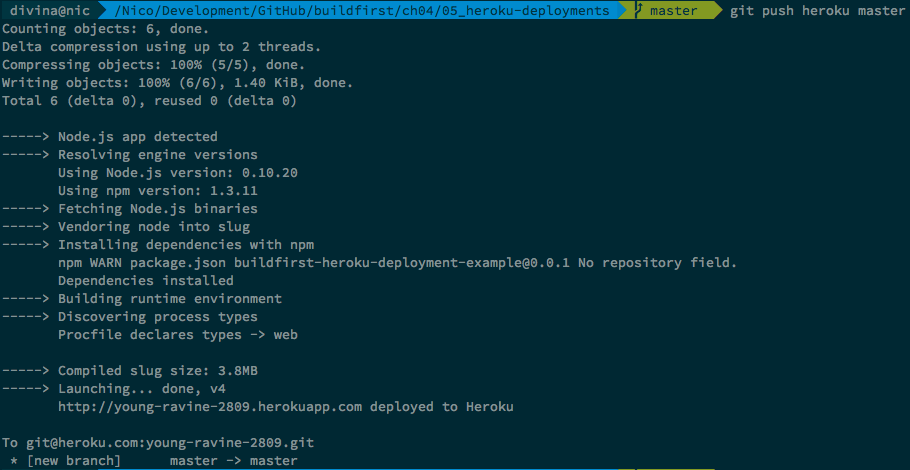 divina@nic /Nico/Development/GitHub/buildfirst/ch04/05_heroku-deployments master git push heroku master
Counting objects: 6, done.
Delta compression using up to 2 threads.
Compressing objects: 100% (5/5), done.
Writing objects: 100% (6/6), 1.40 KiB, done.
Total 6 (delta 0), reused 0 (delta 0)
-----> Node.js app detected
-----> Resolving engine versions
Using Node.js version: 0.10.20
Using npm version: 1.3.11
-----> Fetching Node.js binaries
-----> Vendoring node into slug
-----> Installing dependencies with npm
npm WARN package.json buildfirst-heroku-deployment-example@0.0.1 No repository field.
Dependencies installed
-----> Building runtime environment
-----> Discovering process types
Procfile declares types -> web
-----> Compiled slug size: 3.8MB
-----> Launching... done, v4
http://young-ravine-2809.herokuapp.com deployed to Heroku
To git@heroku.com:young-ravine-2809.git
* [new branch] master -> master